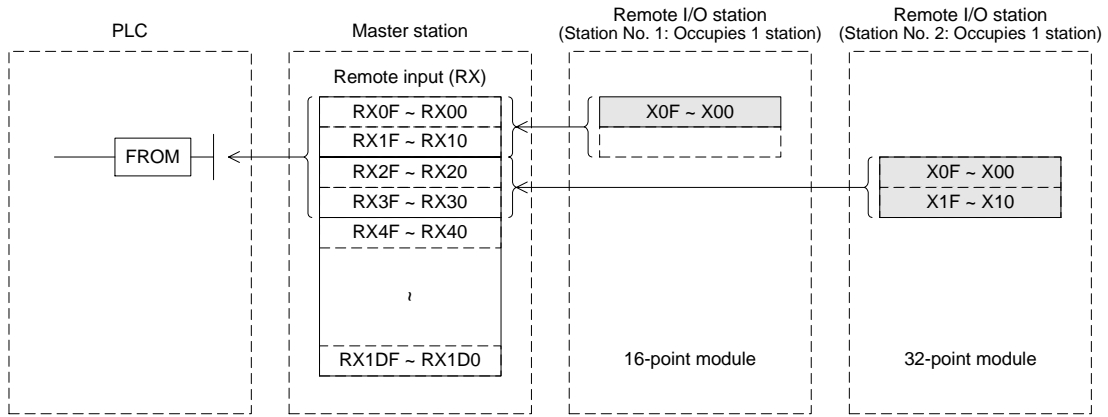 PLC
Master station
Remote I/O station
(Station No. 1: Occupies 1 station)
Remote I/O station
(Station No. 2: Occupies 1 station)
Remote input (RX)
RX0F ~ RX00
RX1F ~ RX10
RX2F ~ RX20
RX3F ~ RX30
RX4F ~ RX40
~
RX1DF ~ RX1D0
FROM
X0F ~ X00
16-point module
X0F ~ X00
X1F ~ X10
32-point module